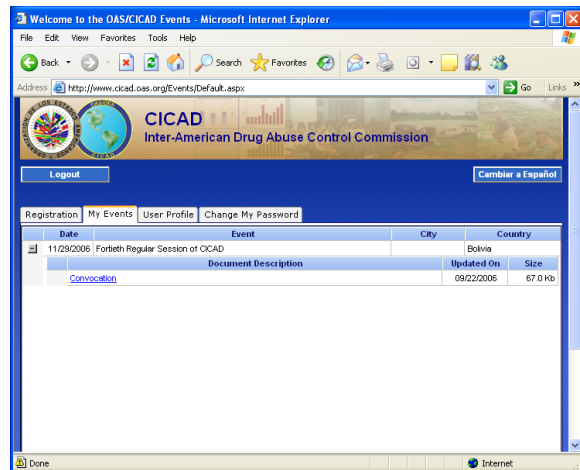 Welcome to the OAS/CICAD Events - Microsoft Internet Explorer
File Edit View Favorites Tools Help
Back Search Favorites
Address http://www.cicad.oas.org/Events/Default.aspx Go Links »
CICAD
Inter-American Drug Abuse Control Commission
Logout Cambiar a Español
Registration My Events User Profile Change My Password
Date Event City Country
11/29/2006 Fortieth Regular Session of CICAD Bolivia
Document Description Updated On Size
Convocation 09/22/2006 67.0 Kb
Done Internet